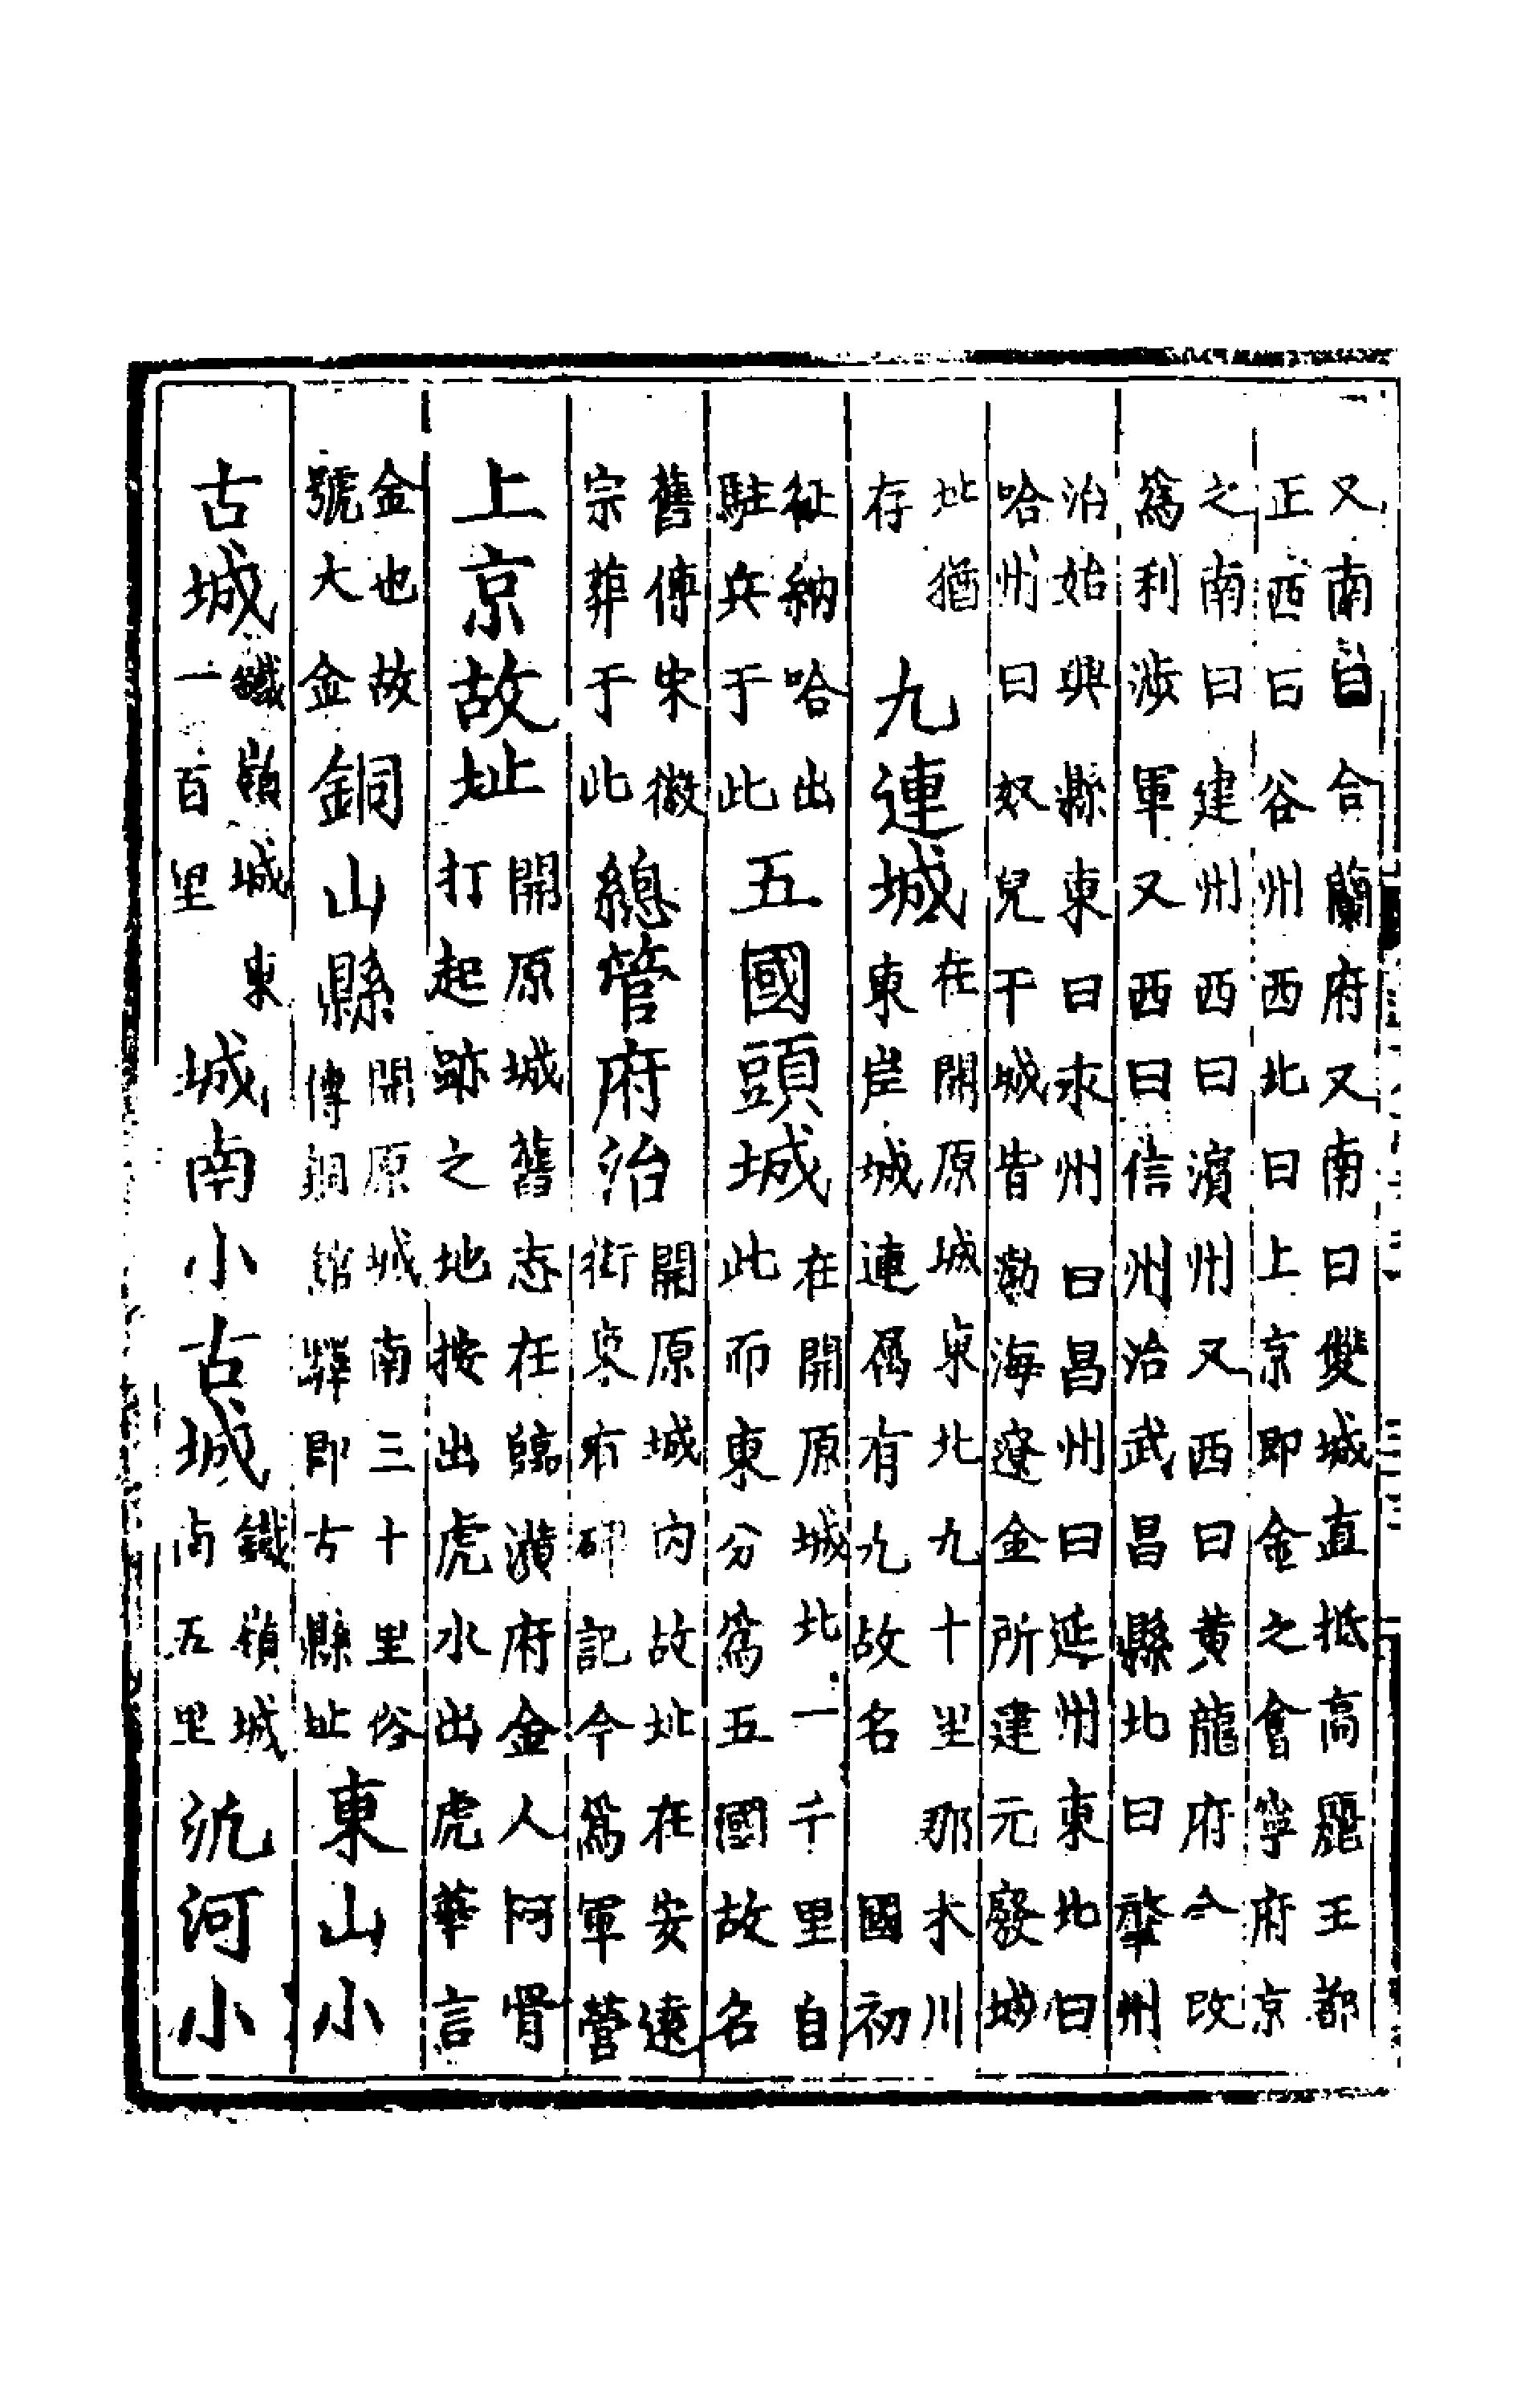 又南曰合蘭府又南曰雙城直抵高麗王都
正西曰谷州西北曰上京即金之會寧府京
之南曰建州西曰濱州又西曰黃龍府今改
為利涉軍又西曰信州治武昌縣北曰肇州
治始興縣東曰永州曰昌州曰延州東北曰
哈州曰奴兒干城皆渤海遼金所建元廢城
址猶
存
九連城
在開原城東北九十里那木川
東岸城連屬有九故名
國初
征納哈出
駐兵于此
五國頭城
在開原城北一千里自
此而東分為五國故名
舊傳宋徽
宗葬于此
總管府治
開原城內故址在安遠
街東有碑記今為軍營
上京故址
開原城舊志在臨潢府金人阿骨
打起跡之地按出虎水出虎華言
金也故
號大金
銅山縣
開原城南三十里俗
傳銅館驛即古縣址
東山小
古城
鐵嶺城東
一百里
城南小古城
鐵嶺城
南五里
汎河小